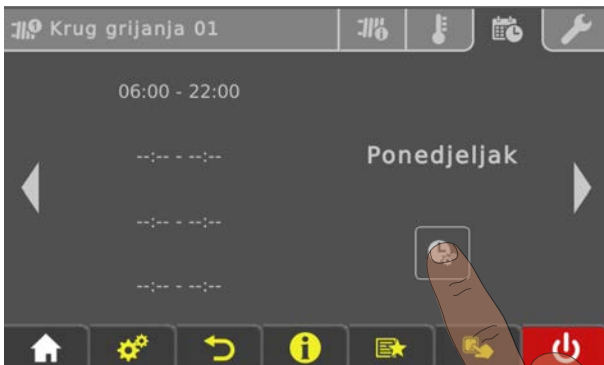 Krug grijanja 01
06:00 - 22:00
--:-- - --:--
Ponedjeljak
--:-- - --:--
--:-- - --:--